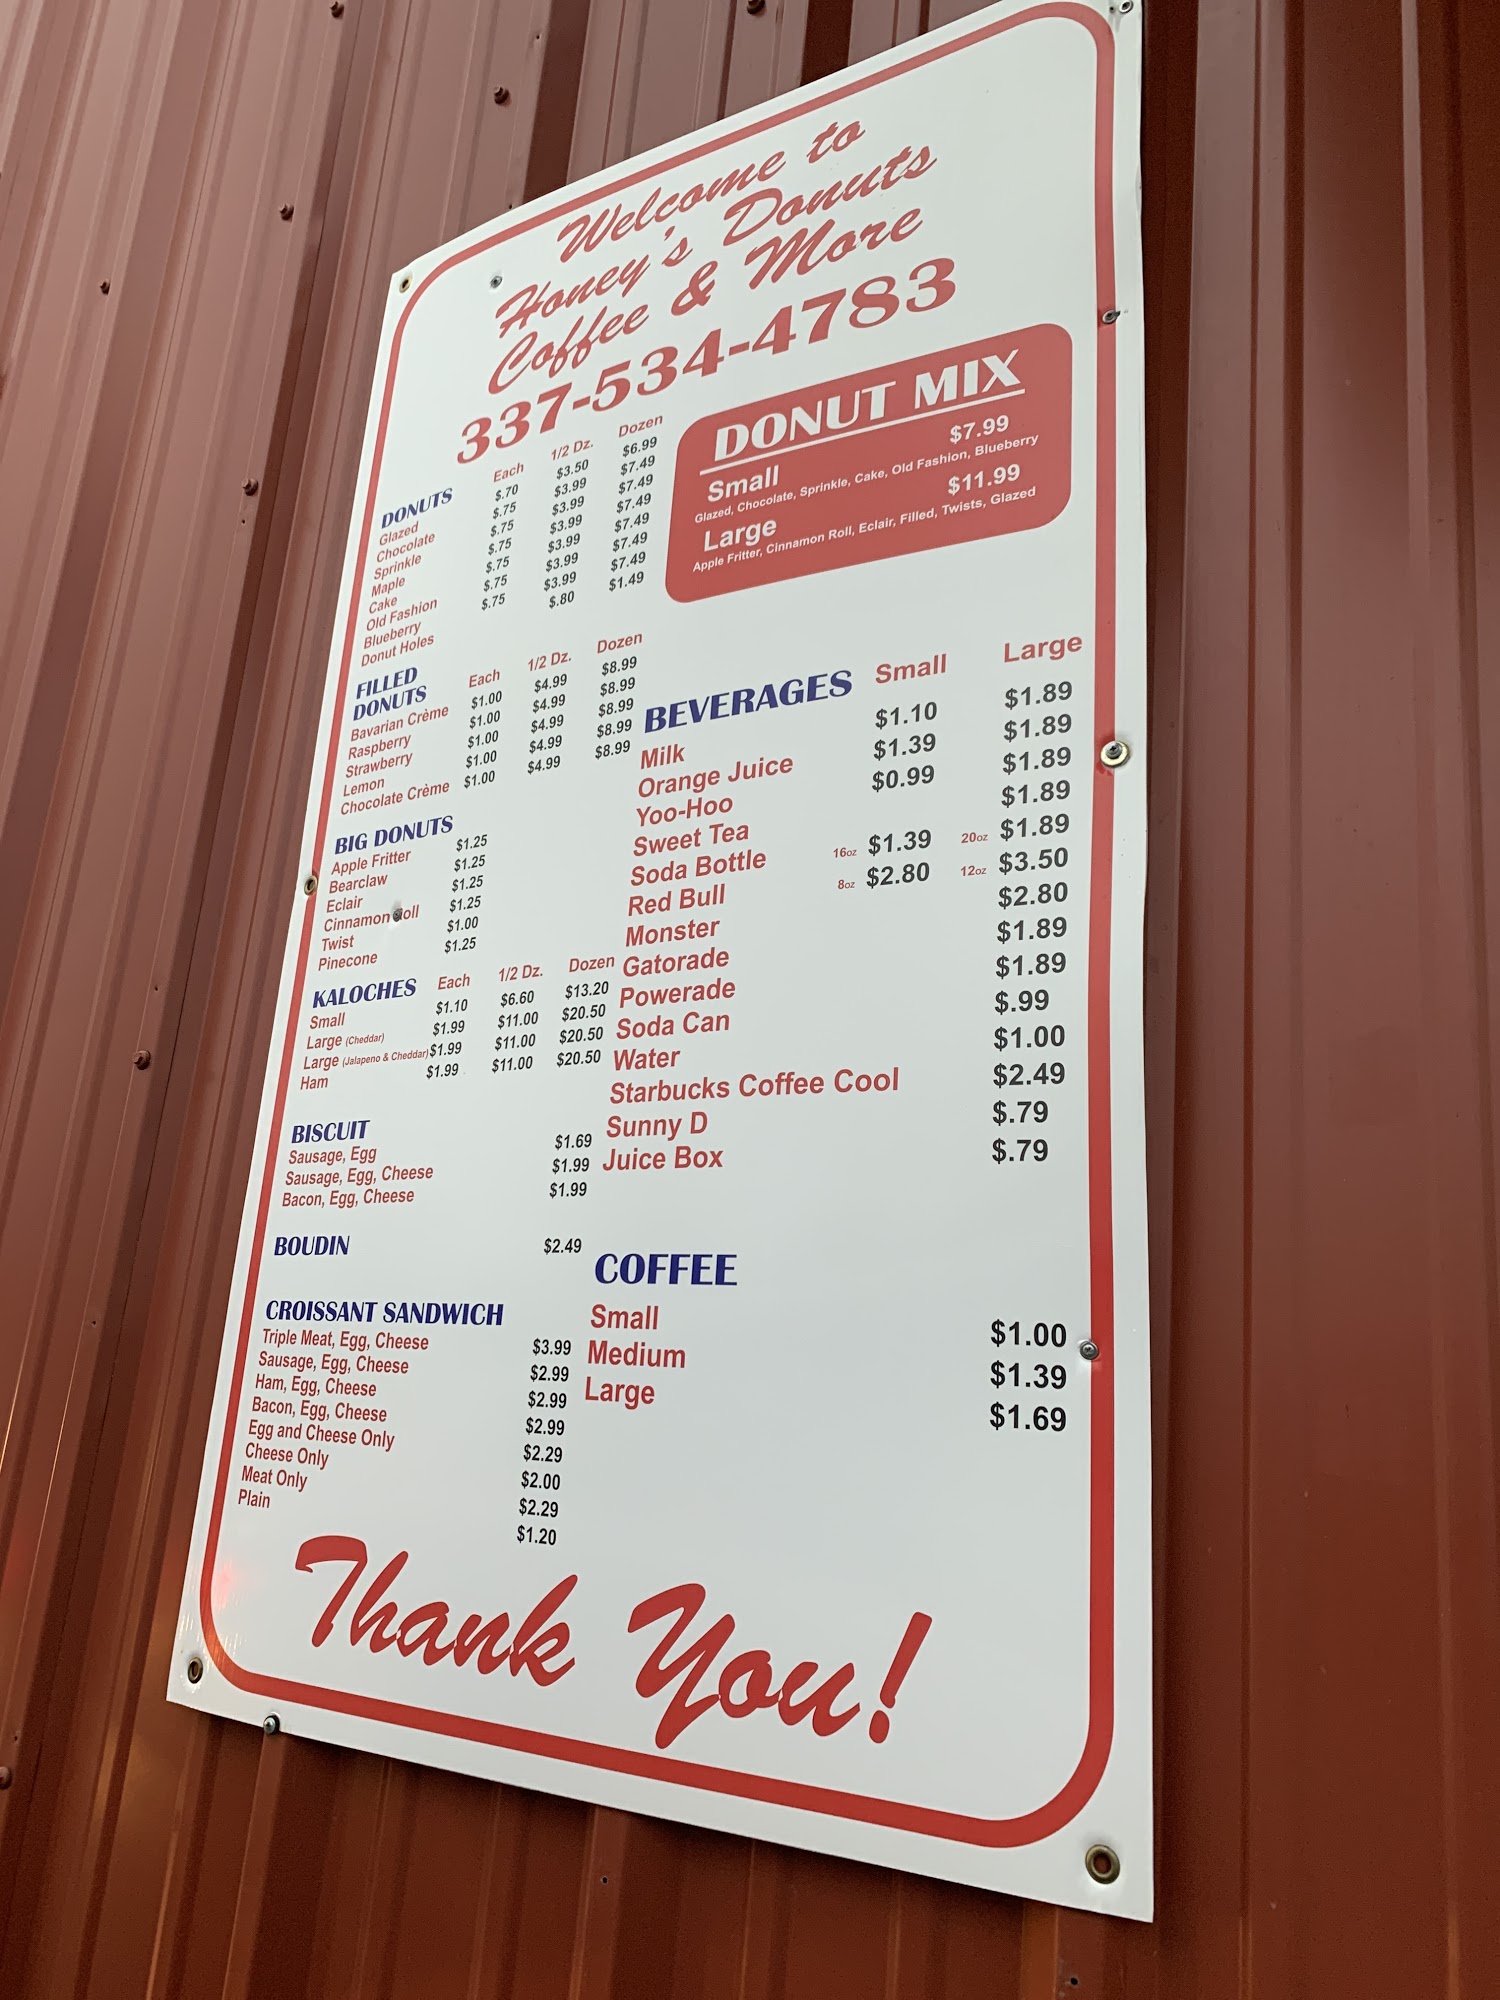 Welcome to
Honey's Donuts
Coffee & More
337-534-4783
DONUT MIX
Small $7.99
Glazed, Chocolate, Sprinkle, Cake, Old Fashion, Blueberry
Large $11.99
Apple Fritter, Cinnamon Roll, Eclair, Filled, Twists, Glazed
DONUTS Each 1/2 Dz. Dozen
Glazed $.70 $3.50 $6.99
Chocolate $.75 $3.99 $7.49
Sprinkle $.75 $3.99 $7.49
Maple $.75 $3.99 $7.49
Cake $.75 $3.99 $7.49
Old Fashion $.75 $3.99 $7.49
Blueberry $.75 $3.99 $7.49
Donut Holes $.80 $1.49
FILLED
DONUTS Each 1/2 Dz. Dozen
Bavarian Crème $1.00 $4.99 $8.99
Raspberry $1.00 $4.99 $8.99
Strawberry $1.00 $4.99 $8.99
Lemon $1.00 $4.99 $8.99
Chocolate Crème $1.00 $4.99 $8.99
BIG DONUTS
Apple Fritter $1.25
Bearclaw $1.25
Eclair $1.25
Cinnamon Roll $1.25
Twist $1.00
Pinecone $1.25
KALOCHES Each 1/2 Dz. Dozen
Small $1.10 $6.60 $13.20
Large (Cheddar) $1.99 $11.00 $20.50
Large (Jalapeno & Cheddar) $1.99 $11.00 $20.50
Ham $1.99 $11.00 $20.50
BISCUIT
Sausage, Egg $1.69
Sausage, Egg, Cheese $1.99
Bacon, Egg, Cheese $1.99
BOUDIN $2.49
CROISSANT SANDWICH
Triple Meat, Egg, Cheese $3.99
Sausage, Egg, Cheese $2.99
Ham, Egg, Cheese $2.99
Bacon, Egg, Cheese $2.99
Egg and Cheese Only $2.29
Cheese Only $2.00
Meat Only $2.29
Plain $1.20
BEVERAGES Small Large
Milk $1.10 $1.89
Orange Juice $1.39 $1.89
Yoo-Hoo $0.99 $1.89
Sweet Tea $1.89
Soda Bottle 16oz $1.39 20oz $1.89
Red Bull 8oz $2.80 12oz $3.50
Monster $2.80
Gatorade $1.89
Powerade $1.89
Soda Can $.99
Water $1.00
Starbucks Coffee Cool $2.49
Sunny D $.79
Juice Box $.79
COFFEE
Small $1.00
Medium $1.39
Large $1.69
Thank You!